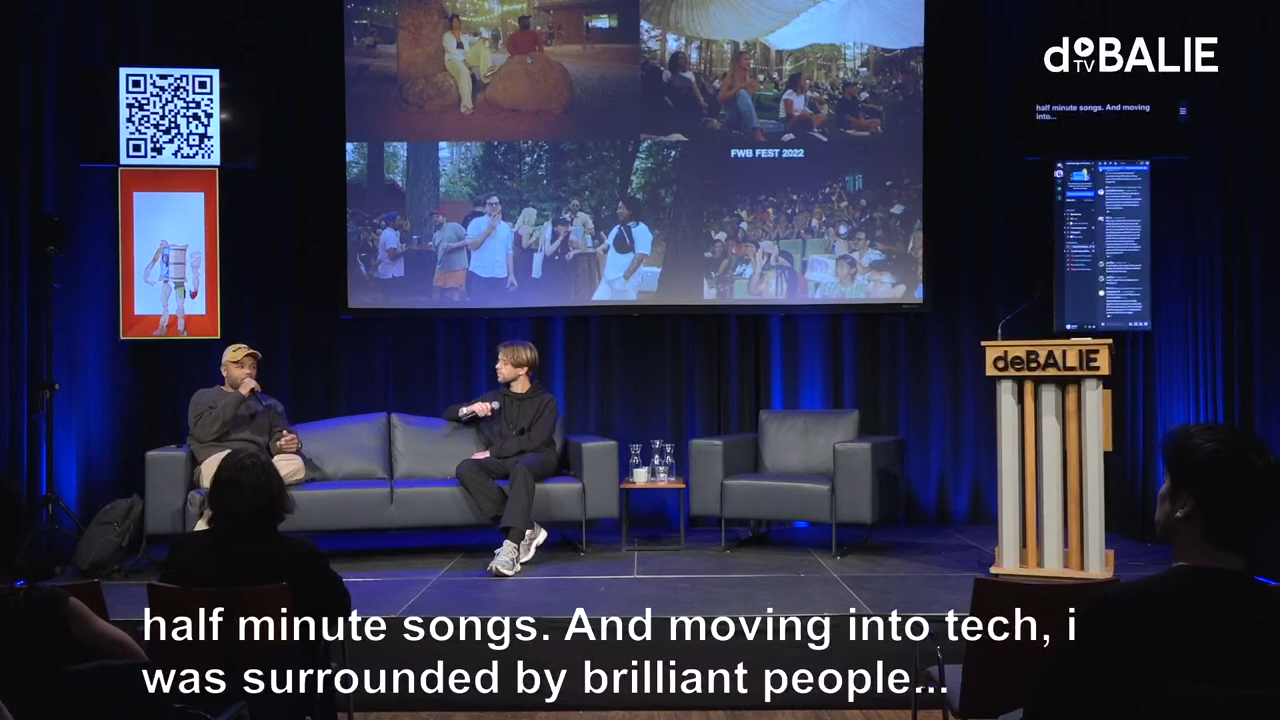 deBALIE
TV
half minute songs. And moving
into...
FWB FEST 2022
deBALIE
half minute songs. And moving into tech, i
was surrounded by brilliant people...